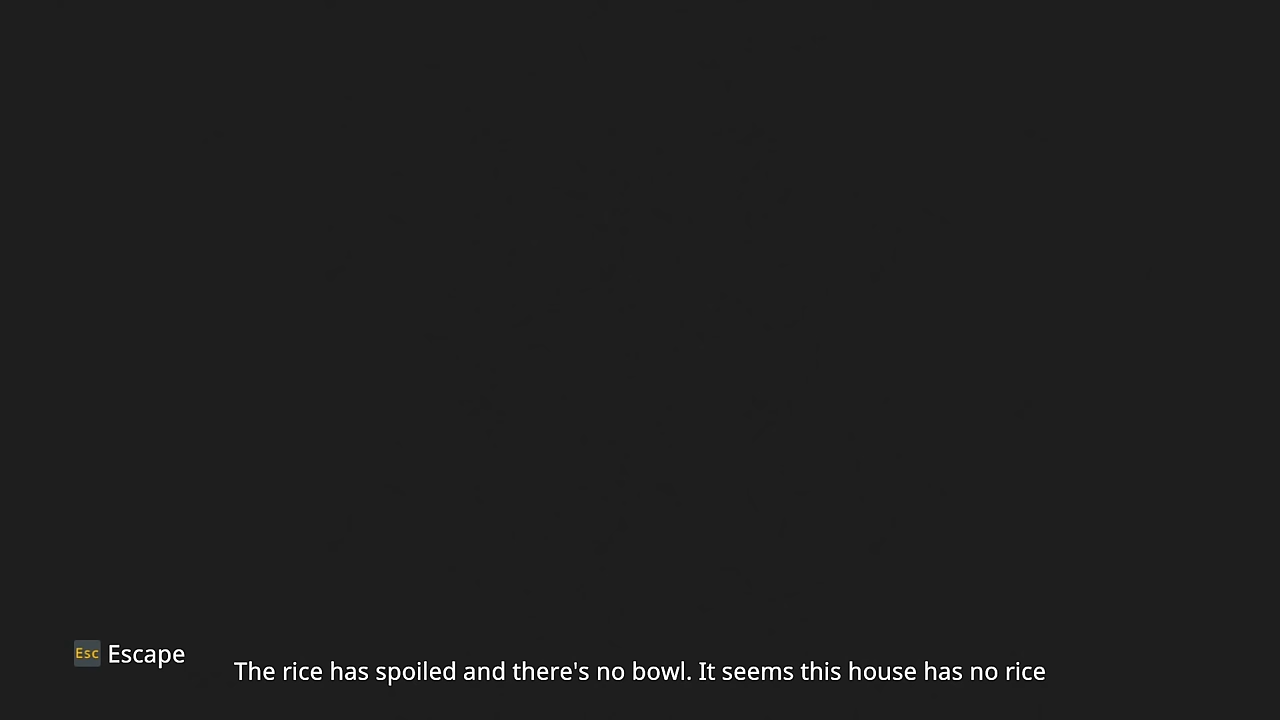 Esc Escape
The rice has spoiled and there's no bowl. It seems this house has no rice